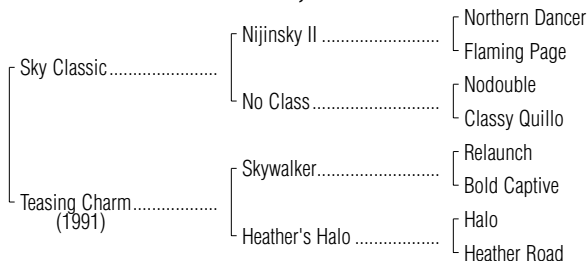 Northern Dancer
Nijinsky II ........................
Flaming Page
Sky Classic......................
Nodouble
No Class..........................
Classy Quillo
Relaunch
Skywalker.........................
Bold Captive
Teasing Charm.................
(1991)
Halo
Heather's Halo .................
Heather Road